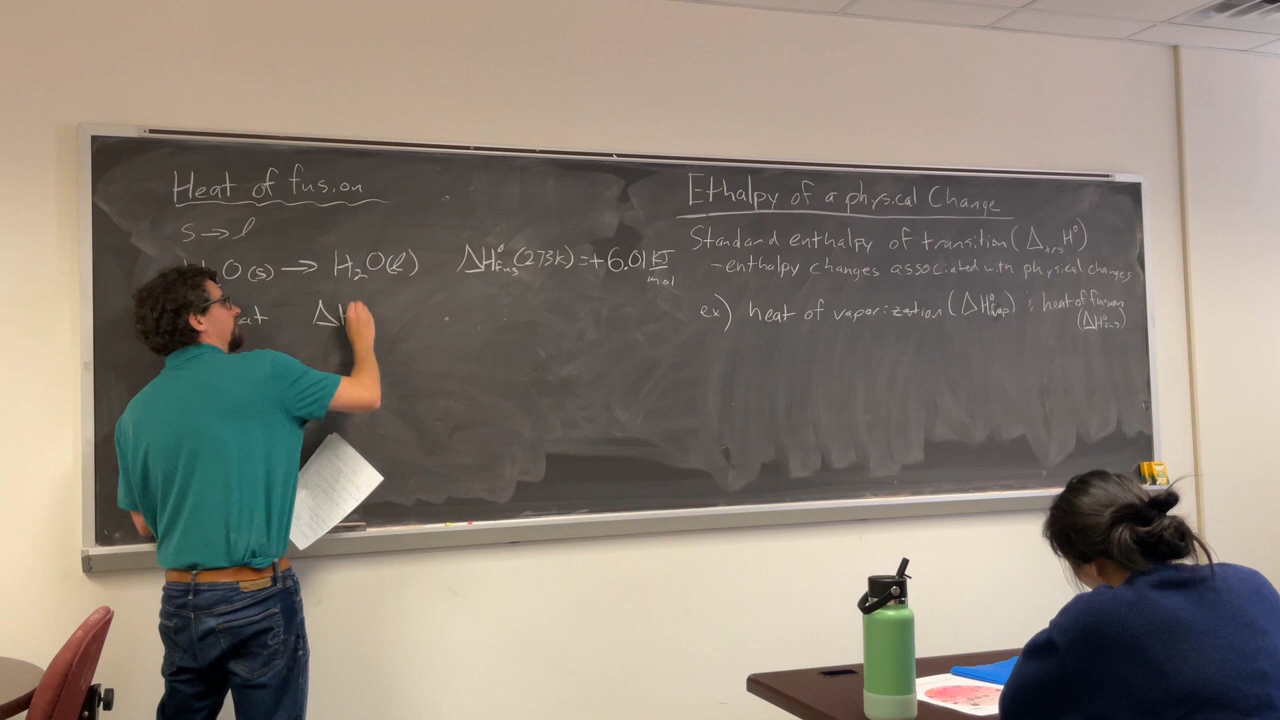 Heat of fusion
s → l
O(s) → H₂O(l) ΔH°fus(273K) = +6.01 kJ/mol
ΔH
Ethalpy of a physical Change
Standard enthalpy of transition (ΔtrsH°)
-enthalpy changes associated with physical changes
ex) heat of vaporization (ΔH°vap) : heat of fusion
(ΔH°fus)